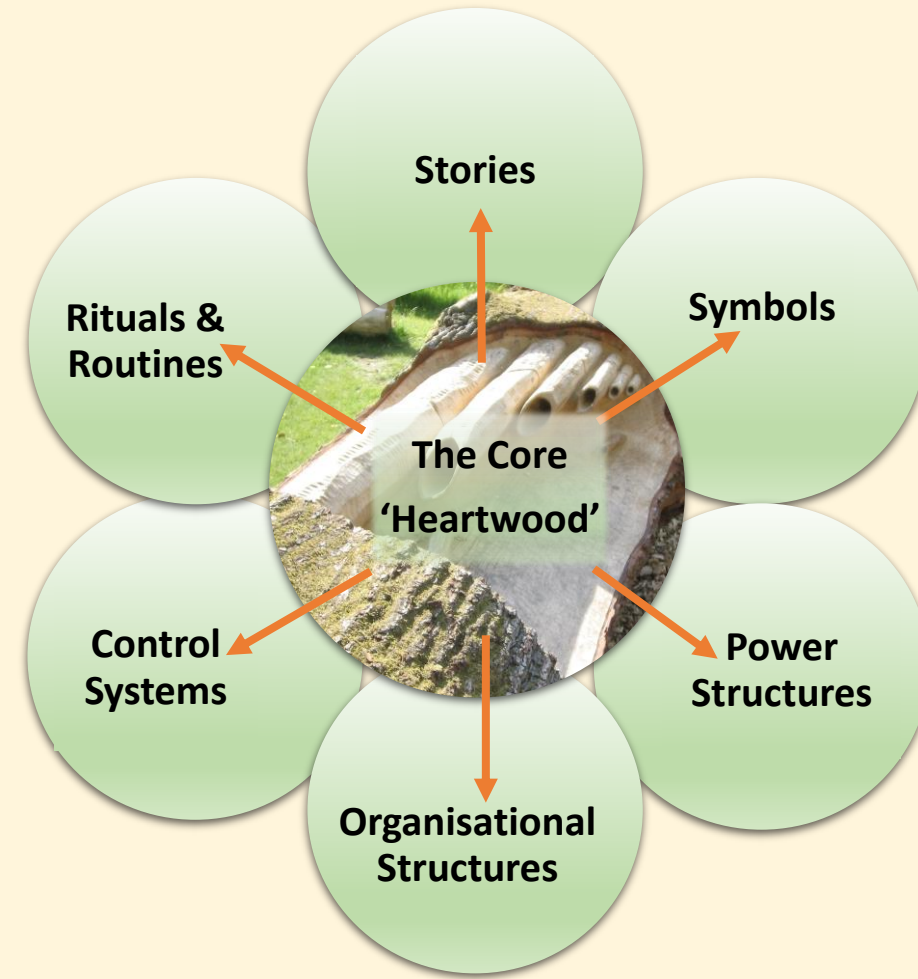 Stories
Symbols
Rituals &
Routines
The Core
‘Heartwood’
Control
Systems
Power
Structures
Organisational
Structures